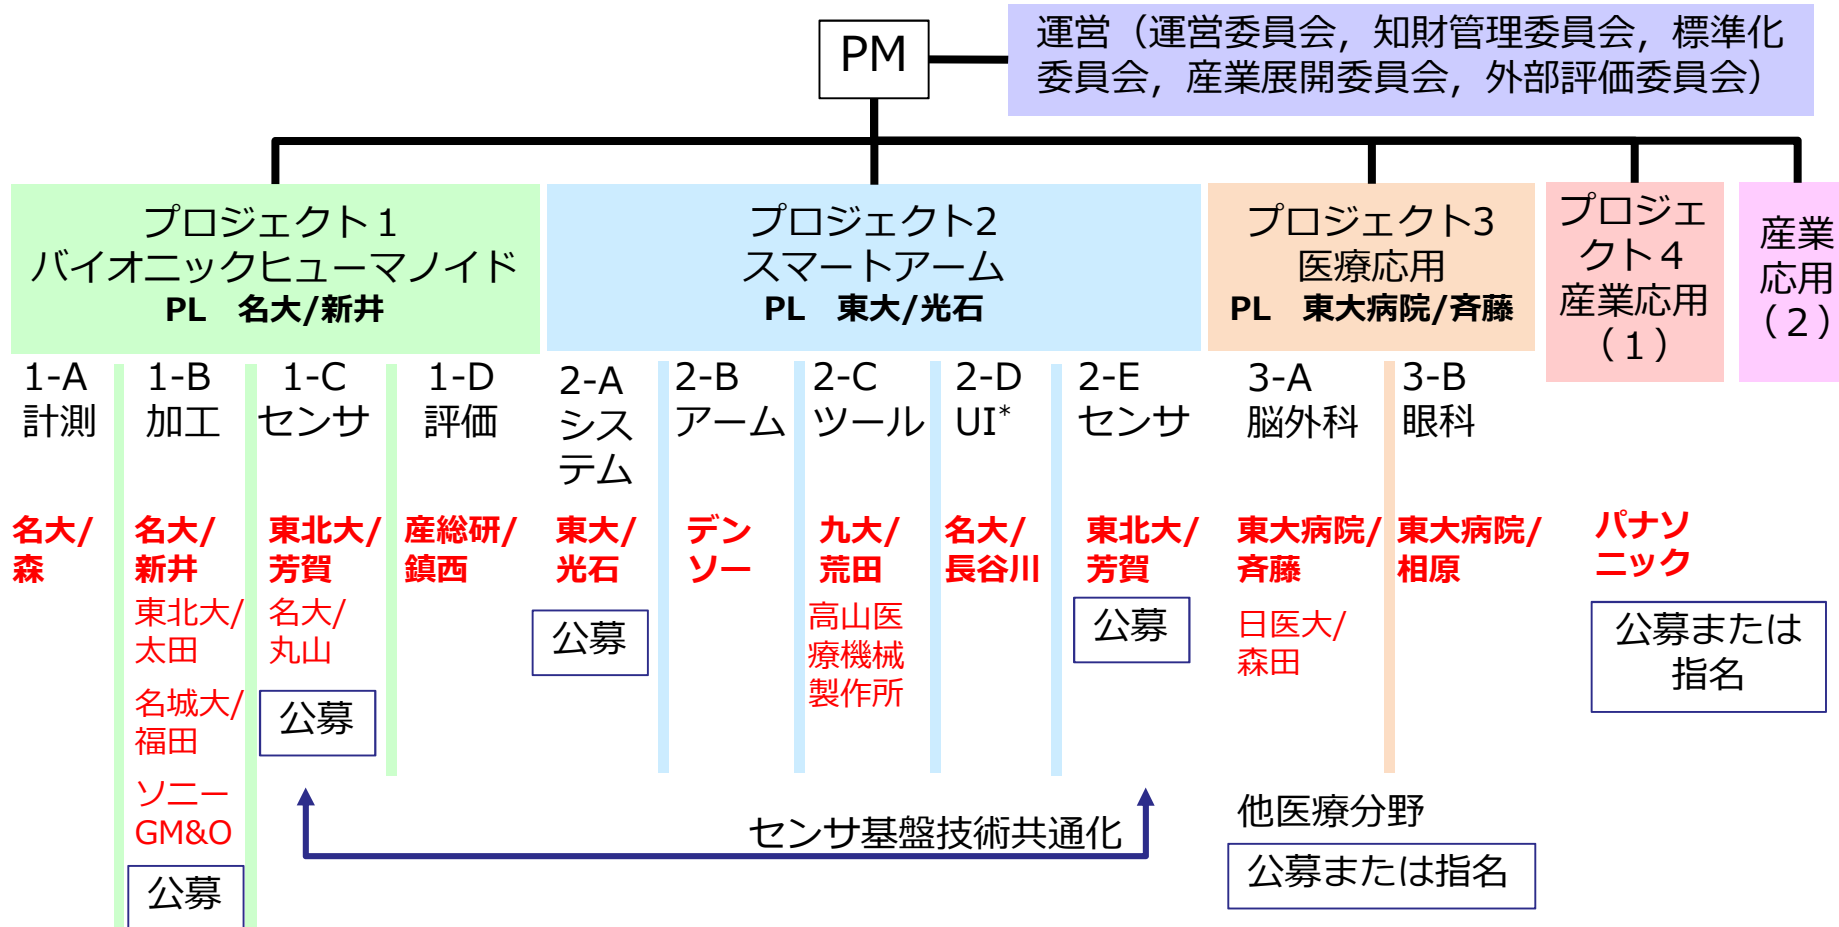 PM
運営（運営委員会，知財管理委員会，標準化
委員会，産業展開委員会，外部評価委員会）
プロジェクト１
バイオニックヒューマノイド
PL　名大/新井
プロジェクト2
スマートアーム
PL　東大/光石
プロジェクト3
医療応用
PL　東大病院/斉藤
プロジェ
クト４
産業応用
（１）
産業
応用
（２）
1-A
計測
1-B
加工
1-C
センサ
1-D
評価
2-A
シス
テム
2-B
アーム
2-C
ツール
2-D
UI*
2-E
センサ
3-A
脳外科
3-B
眼科
名大/
森
名大/
新井
東北大/
太田
名城大/
福田
ソニー
GM&O
公募
東北大/
芳賀
名大/
丸山
公募
産総研/
鎮西
東大/
光石
公募
デン
ソー
九大/
荒田
高山医
療機械
製作所
名大/
長谷川
東北大/
芳賀
公募
東大病院/
斉藤
日医大/
森田
東大病院/
相原
パナソ
ニック
公募または
指名
センサ基盤技術共通化
他医療分野
公募または指名